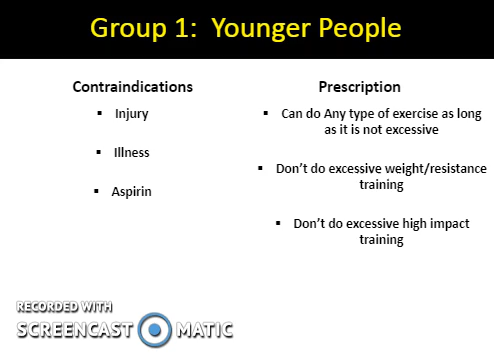 Group 1:  Younger People
Contraindications
▪ Injury
▪ Illness
▪ Aspirin
Prescription
▪ Can do Any type of exercise as long
as it is not excessive
▪ Don't do excessive weight/resistance
training
▪ Don't do excessive high impact
training
RECORDED WITH
SCREENCAST MATIC